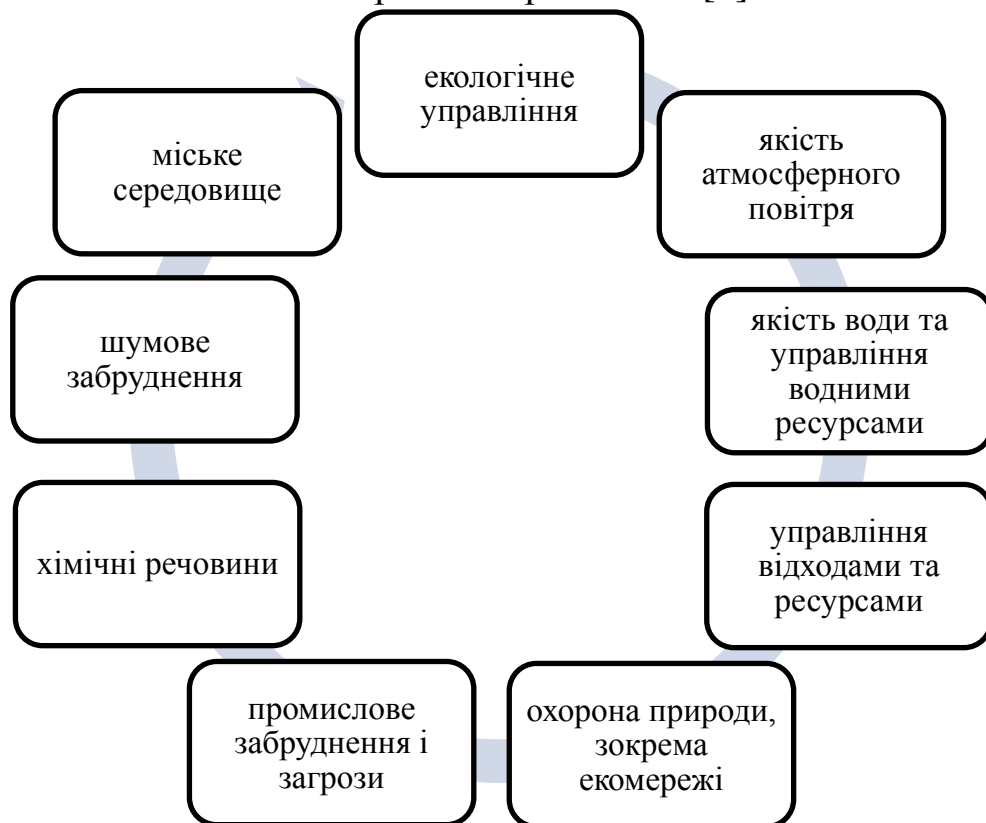 екологічне
управління
якість
атмосферного
повітря
якість води та
управління
водними
ресурсами
управління
відходами та
ресурсами
охорона природи,
зокрема
екомережі
промислове
забруднення і
загрози
хімічні речовини
шумове
забруднення
міське
середовище